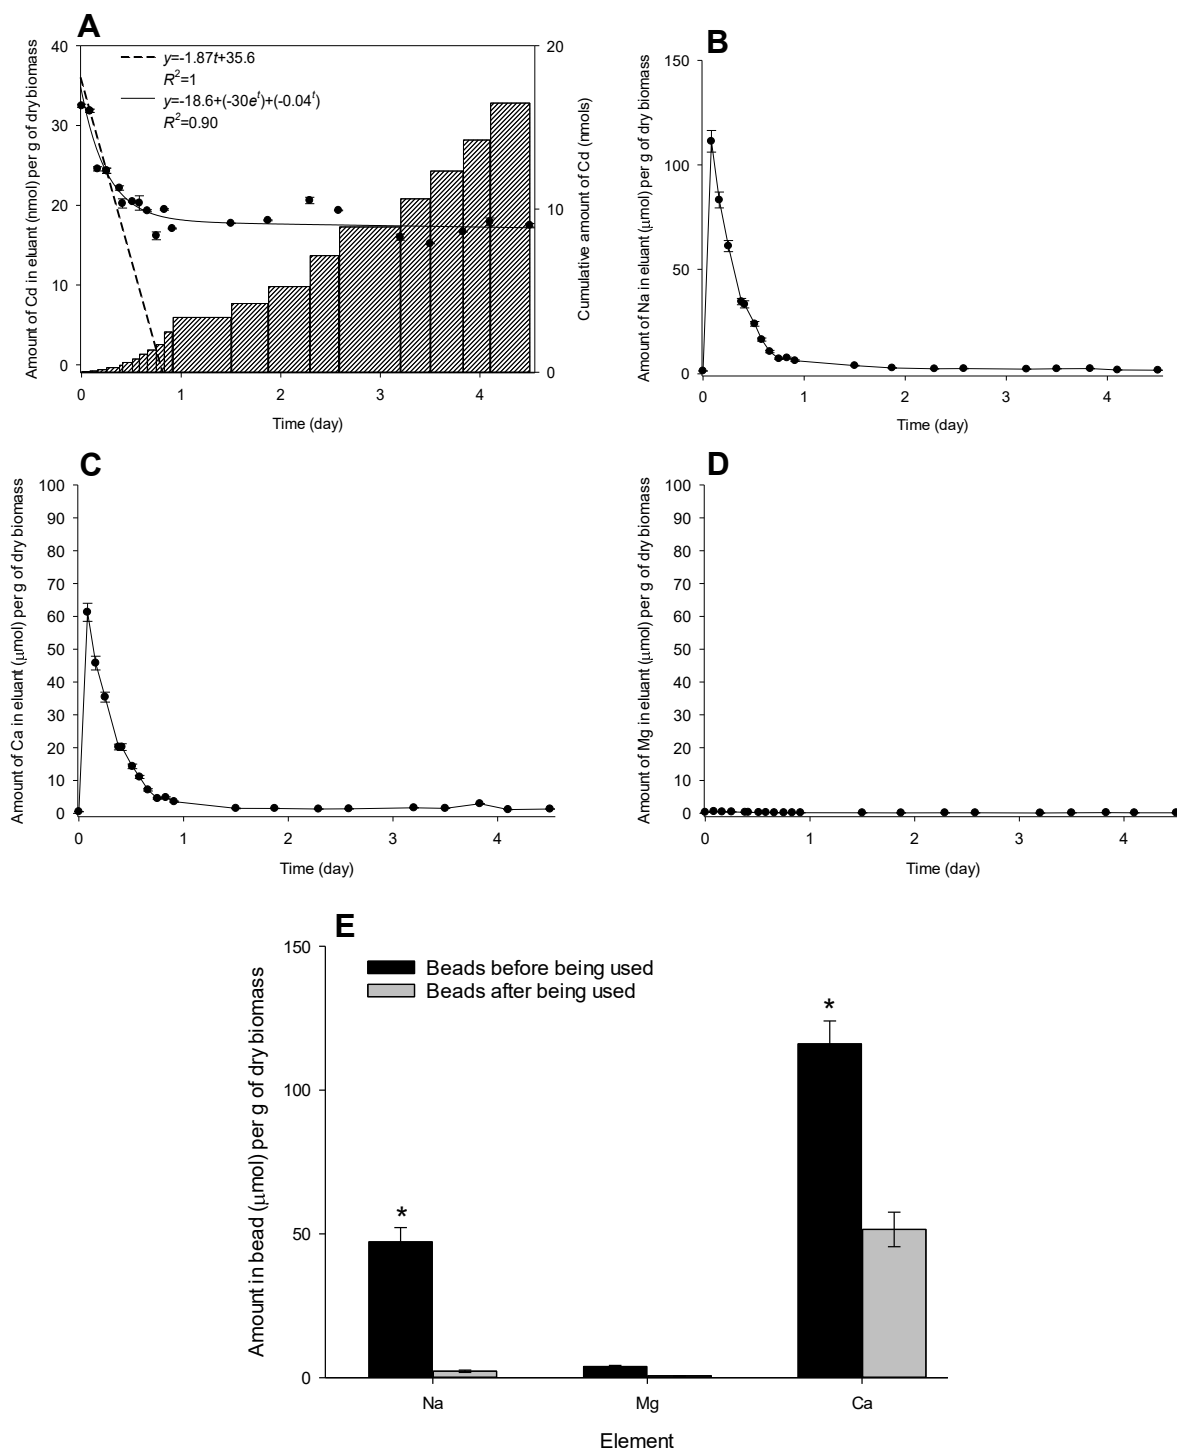 A
40
30
20
10
0
Amount of Cd in eluant (nmol) per g of dry biomass
y=-1.87t+35.6
R²=1
y=-18.6+(-30eᵗ)+(-0.04ᵗ)
R²=0.90
20
10
0
Cumulative amount of Cd (nmols)
0 1 2 3 4
Time (day)
B
150
100
50
0
Amount of Na in eluant (μmol) per g of dry biomass
0 1 2 3 4
Time (day)
C
100
90
80
70
60
50
40
30
20
10
0
Amount of Ca in eluant (μmol) per g of dry biomass
0 1 2 3 4
Time (day)
D
100
90
80
70
60
50
40
30
20
10
0
Amount of Mg in eluant (μmol) per g of dry biomass
0 1 2 3 4
Time (day)
E
150
100
50
0
Amount in bead (μmol) per g of dry biomass
Beads before being used
Beads after being used
*
*
Na Mg Ca
Element